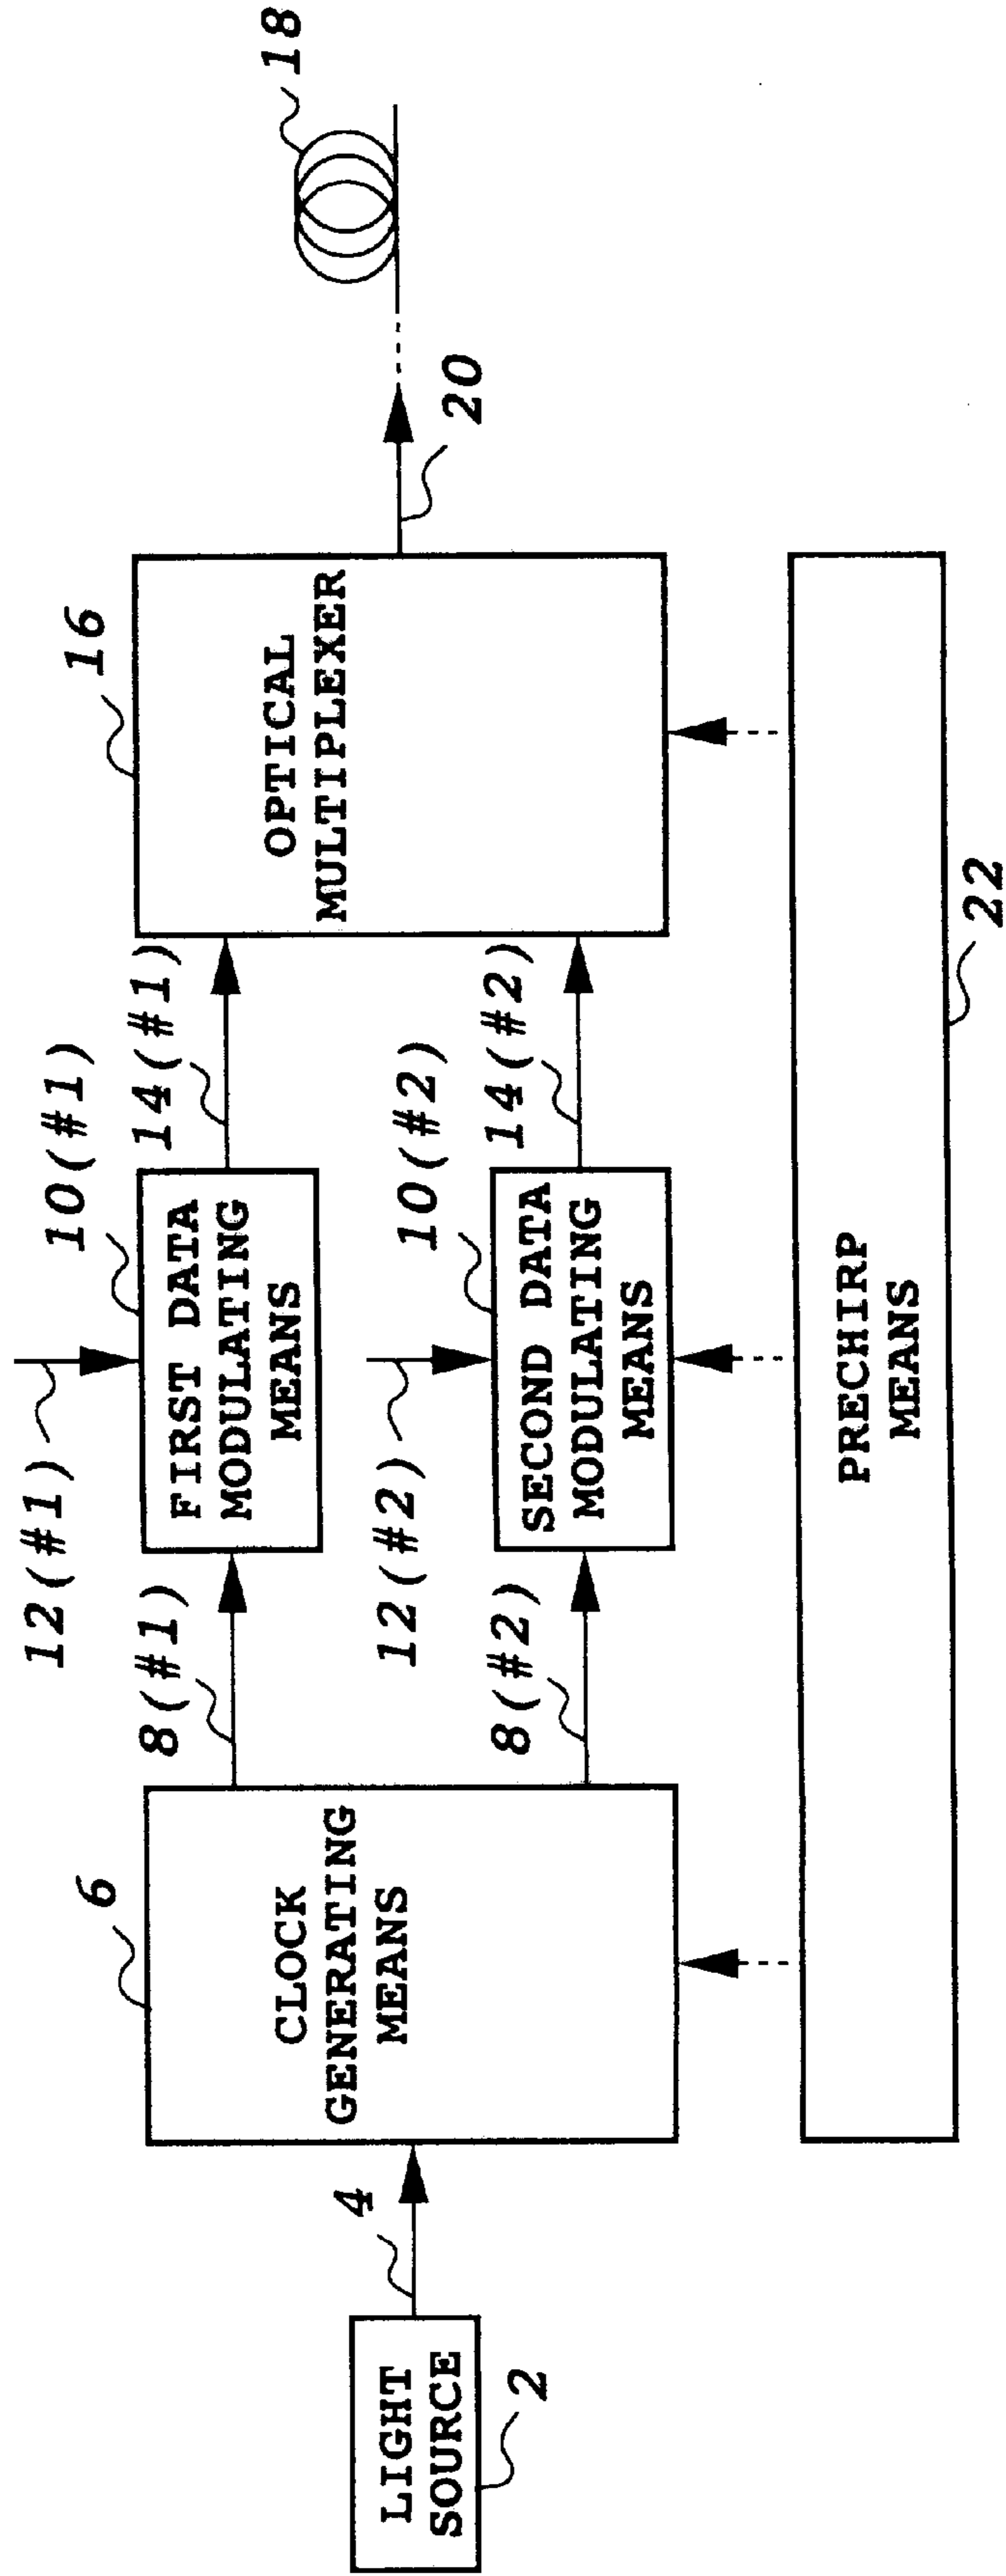 LIGHT
SOURCE
2
4
CLOCK
GENERATING
MEANS
6
8(#1)
8(#2)
12(#1)
FIRST DATA
MODULATING
MEANS
10(#1)
12(#2)
SECOND DATA
MODULATING
MEANS
10(#2)
14(#1)
14(#2)
OPTICAL
MULTIPLEXER
16
20
18
PRECHIRP
MEANS
22